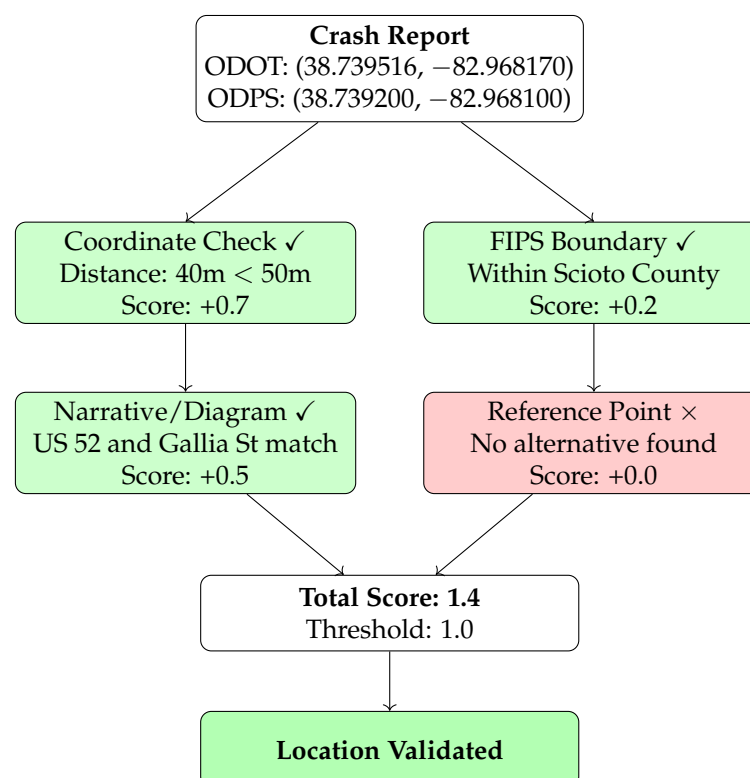 Crash Report
ODOT: (38.739516, −82.968170)
ODPS: (38.739200, −82.968100)
Coordinate Check ✓
Distance: 40m < 50m
Score: +0.7
FIPS Boundary ✓
Within Scioto County
Score: +0.2
Narrative/Diagram ✓
US 52 and Gallia St match
Score: +0.5
Reference Point ×
No alternative found
Score: +0.0
Total Score: 1.4
Threshold: 1.0
Location Validated